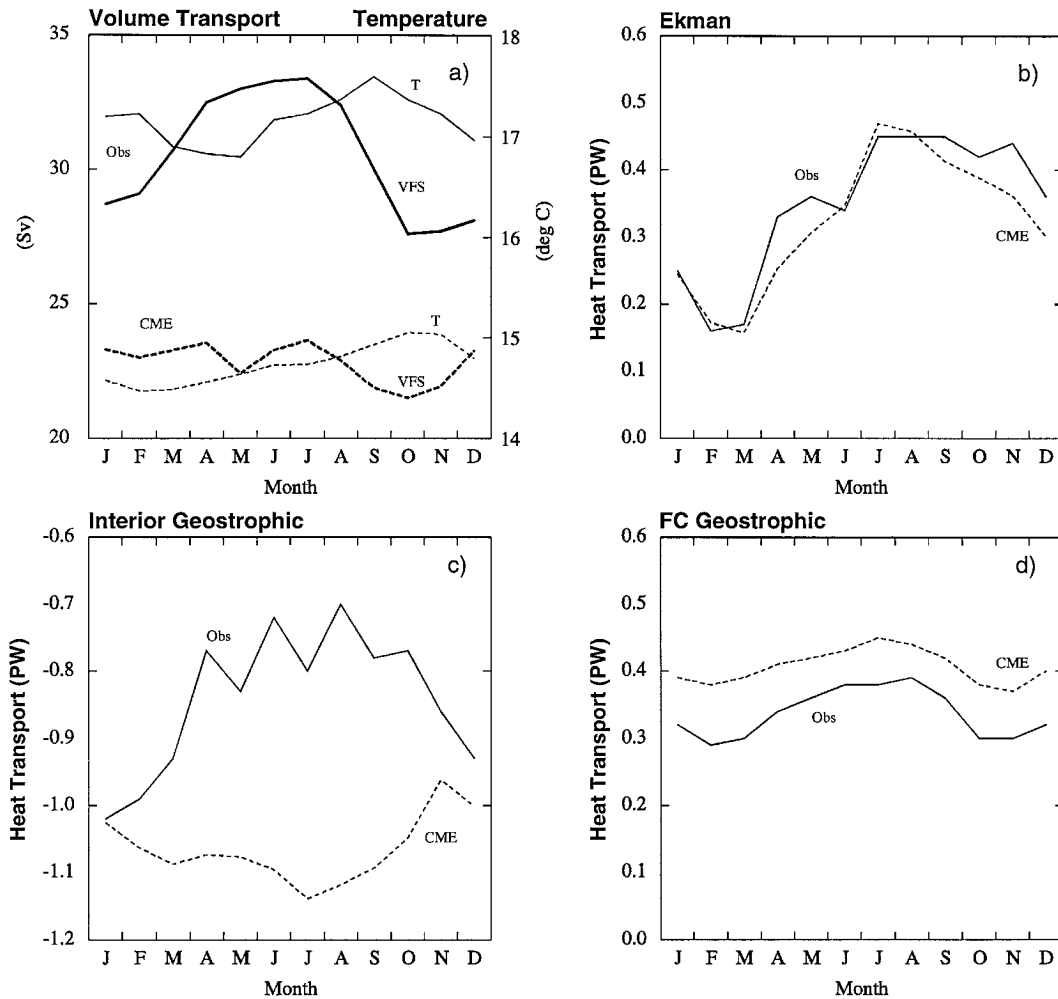 Volume Transport Temperature
35
30
25
20
(Sv)
18
17
16
15
14
(deg C)
a)
T
Obs
VFS
CME
T
VFS
J F M A M J J A S O N D
Month
Ekman
0.6
0.5
0.4
0.3
0.2
0.1
0.0
Heat Transport (PW)
b)
Obs
CME
J F M A M J J A S O N D
Month
Interior Geostrophic
-0.6
-0.7
-0.8
-0.9
-1.0
-1.1
-1.2
Heat Transport (PW)
c)
Obs
CME
J F M A M J J A S O N D
Month
FC Geostrophic
0.6
0.5
0.4
0.3
0.2
0.1
0.0
Heat Transport (PW)
d)
CME
Obs
J F M A M J J A S O N D
Month